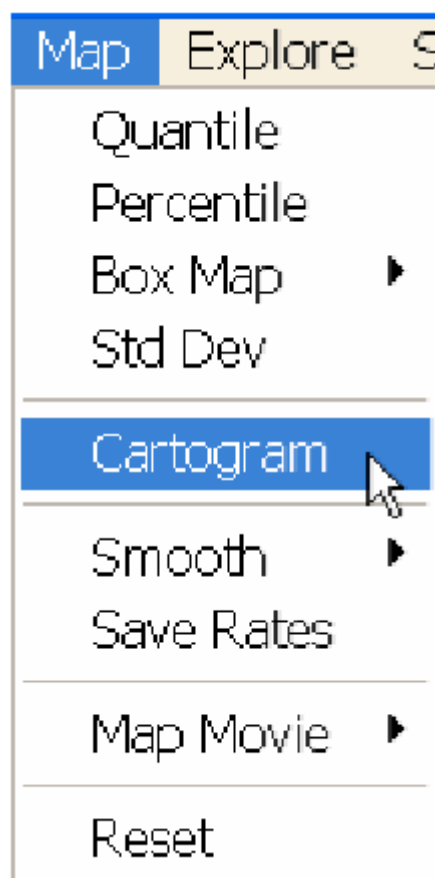 Map Explore S
Quantile
Percentile
Box Map
Std Dev
Cartogram
Smooth
Save Rates
Map Movie
Reset